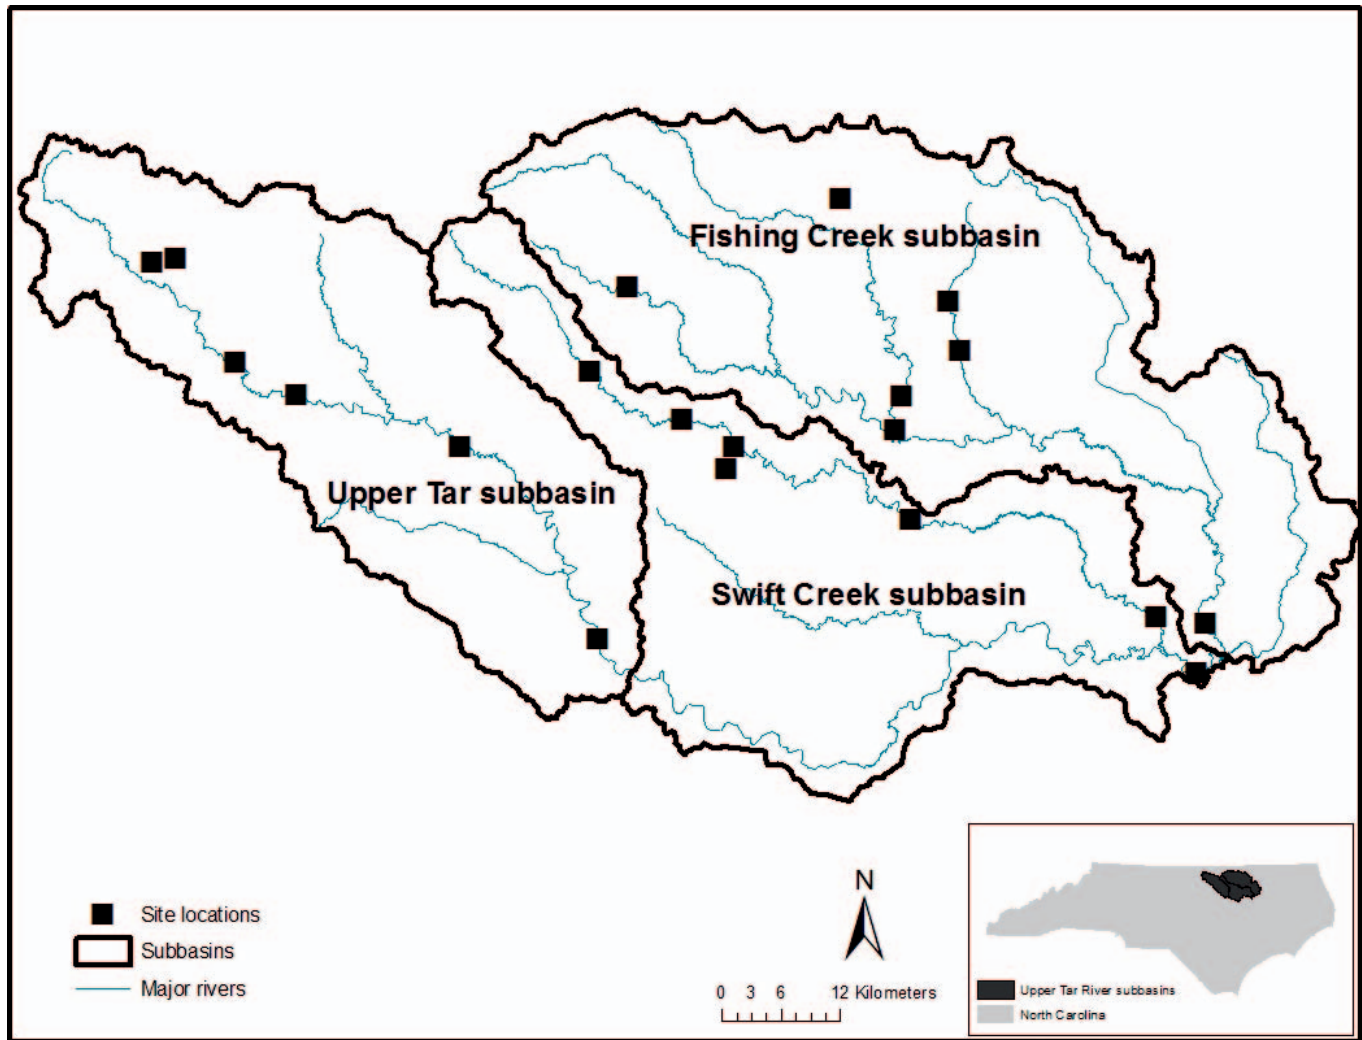 Fishing Creek subbasin
Upper Tar subbasin
Swift Creek subbasin
Site locations
Subbasins
Major rivers
N
0 3 6 12 Kilometers
Upper Tar River subbasins
North Carolina